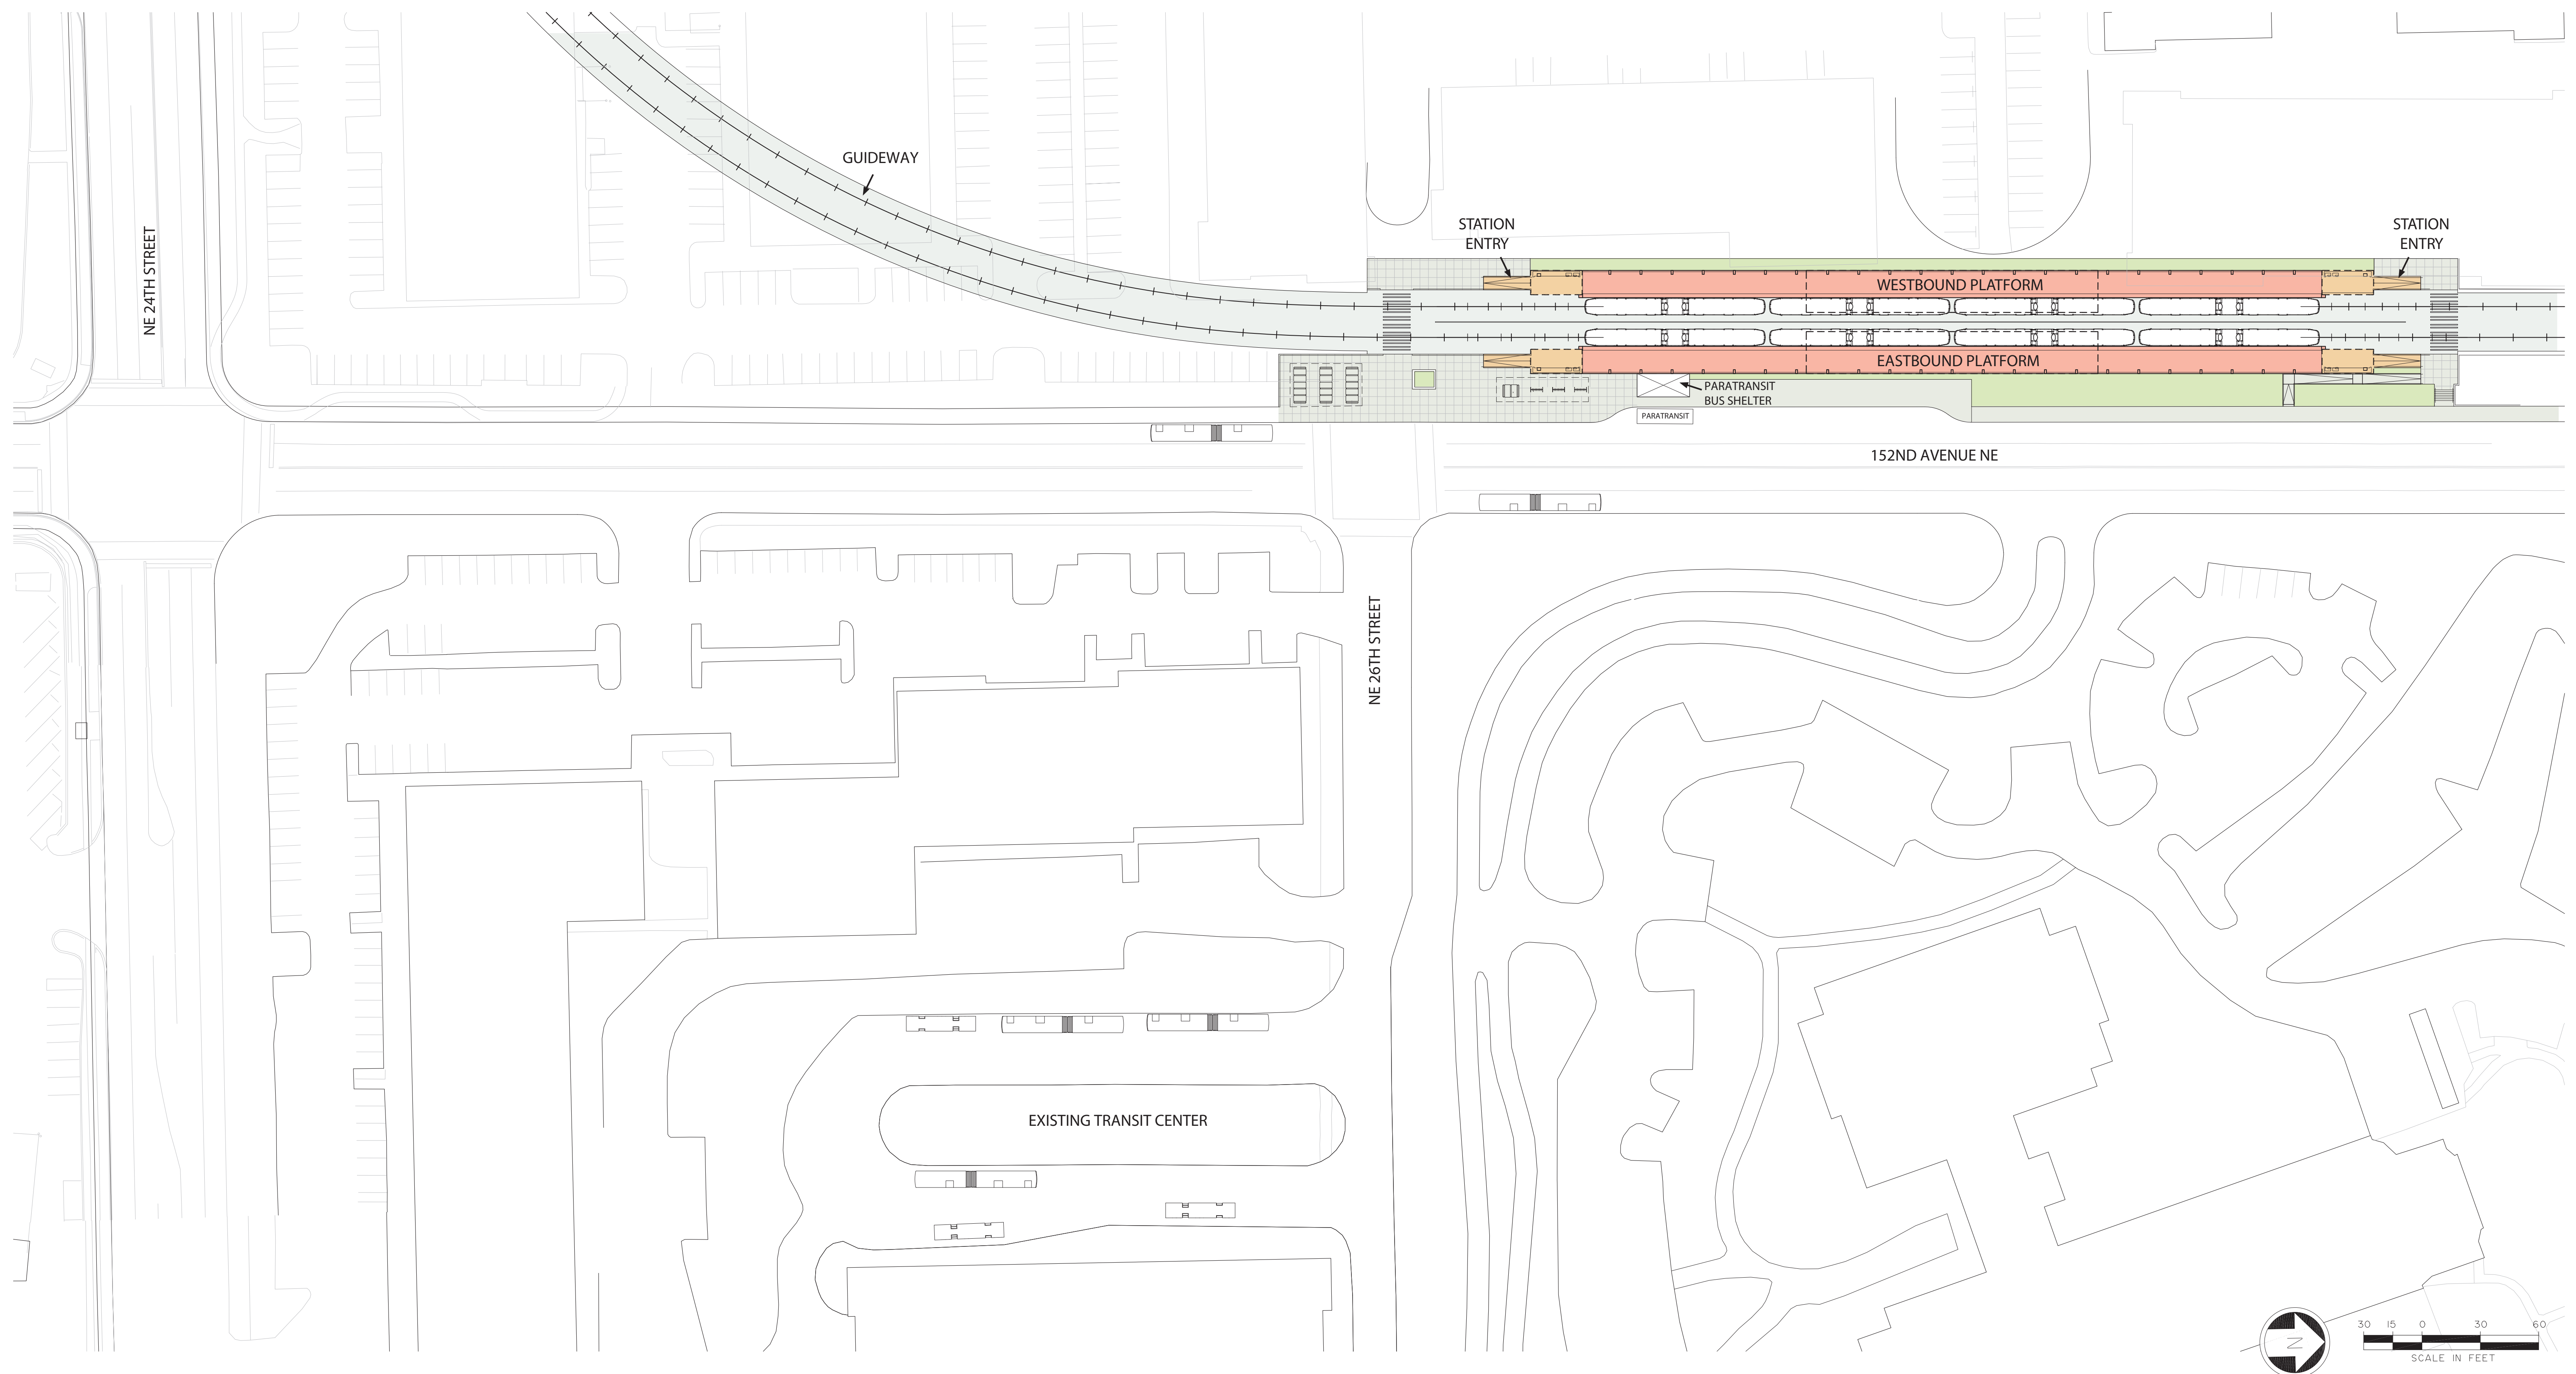 GUIDEWAY
NE 24TH STREET
STATION
ENTRY
STATION
ENTRY
WESTBOUND PLATFORM
EASTBOUND PLATFORM
PARATRANSIT
BUS SHELTER
PARATRANSIT
152ND AVENUE NE
NE 26TH STREET
EXISTING TRANSIT CENTER
N
30 15 0 30 60
SCALE IN FEET